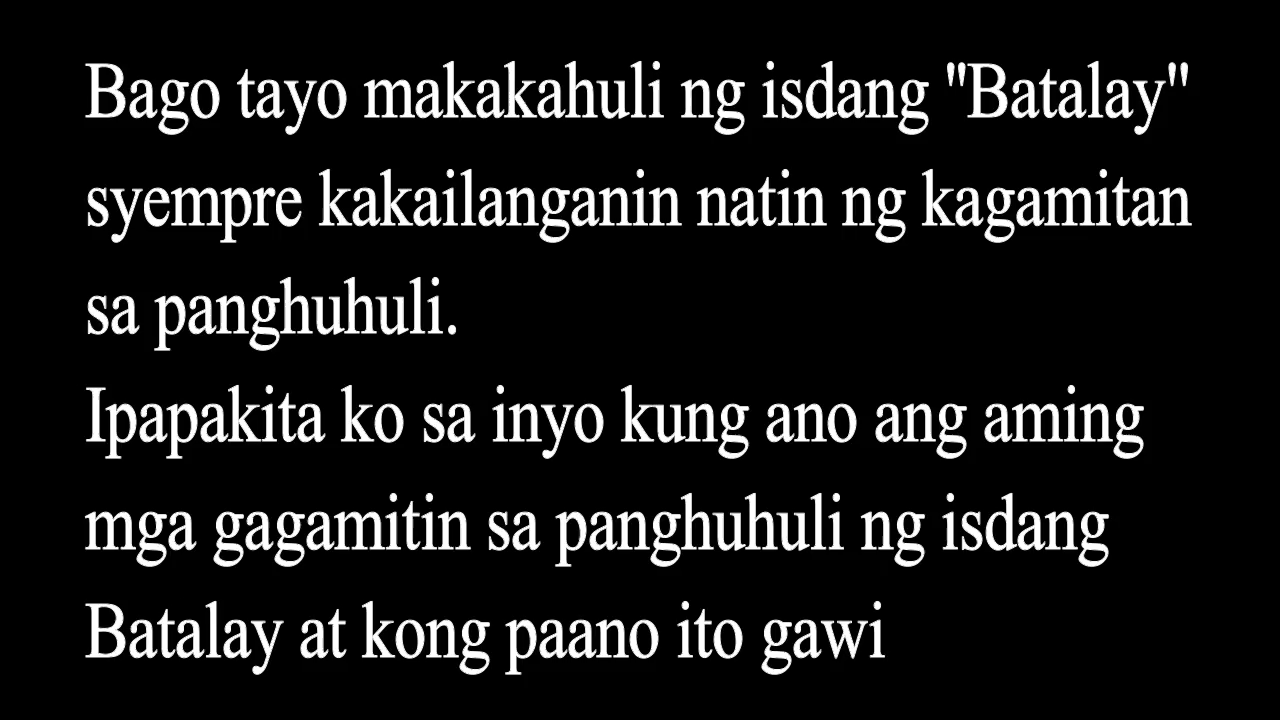 Bago tayo makakahuli ng isdang "Batalay"
syempre kakailanganin natin ng kagamitan
sa panghuhuli.
Ipapakita ko sa inyo kung ano ang aming
mga gagamitin sa panghuhuli ng isdang
Batalay at kong paano ito gawi